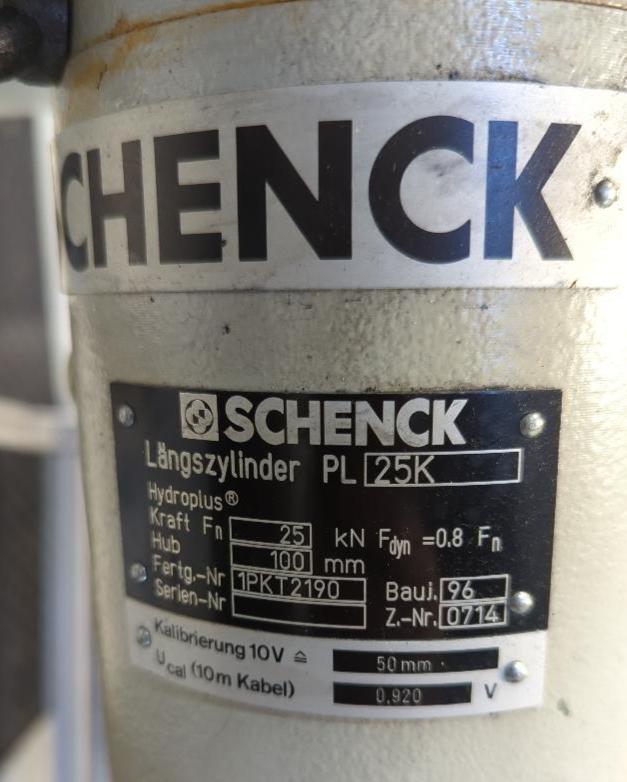 CHENCK
SCHENCK
Längszylinder PL 25K
Hydroplus®
Kraft Fn 25 kN Fdyn =0.8 Fn
Hub 100 mm
Fertg.-Nr 1PKT2190 Bauj. 96
Serien-Nr Z.-Nr. 0714
Kalibrierung 10V ≙ 50 mm
Ucal (10m Kabel) 0.920 V